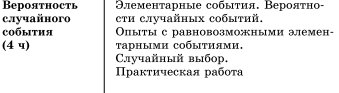 Вероятность
случайного
события
(4 ч)
Элементарные события. Вероятно-
сти случайных событий.
Опыты с равновозможными элемен-
тарными событиями.
Случайный выбор.
Практическая работа